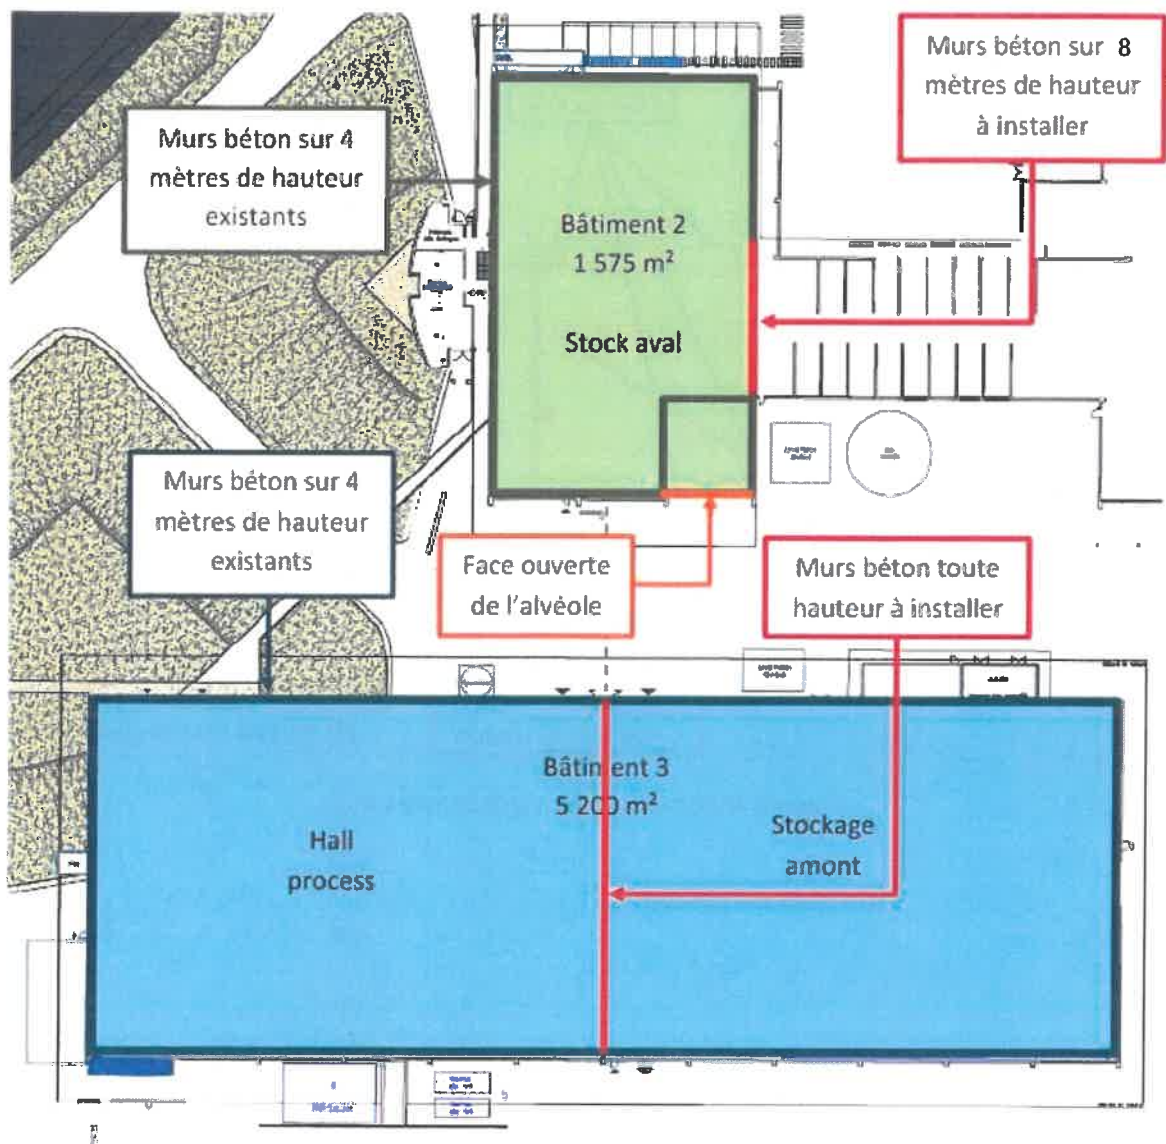 Murs béton sur 8
mètres de hauteur
à installer
Murs béton sur 4
mètres de hauteur
existants
Bâtiment 2
1 575 m²
Stock aval
Murs béton sur 4
mètres de hauteur
existants
Face ouverte
de l'alvéole
Murs béton toute
hauteur à installer
Bâtiment 3
5 200 m²
Hall
process
Stockage
amont